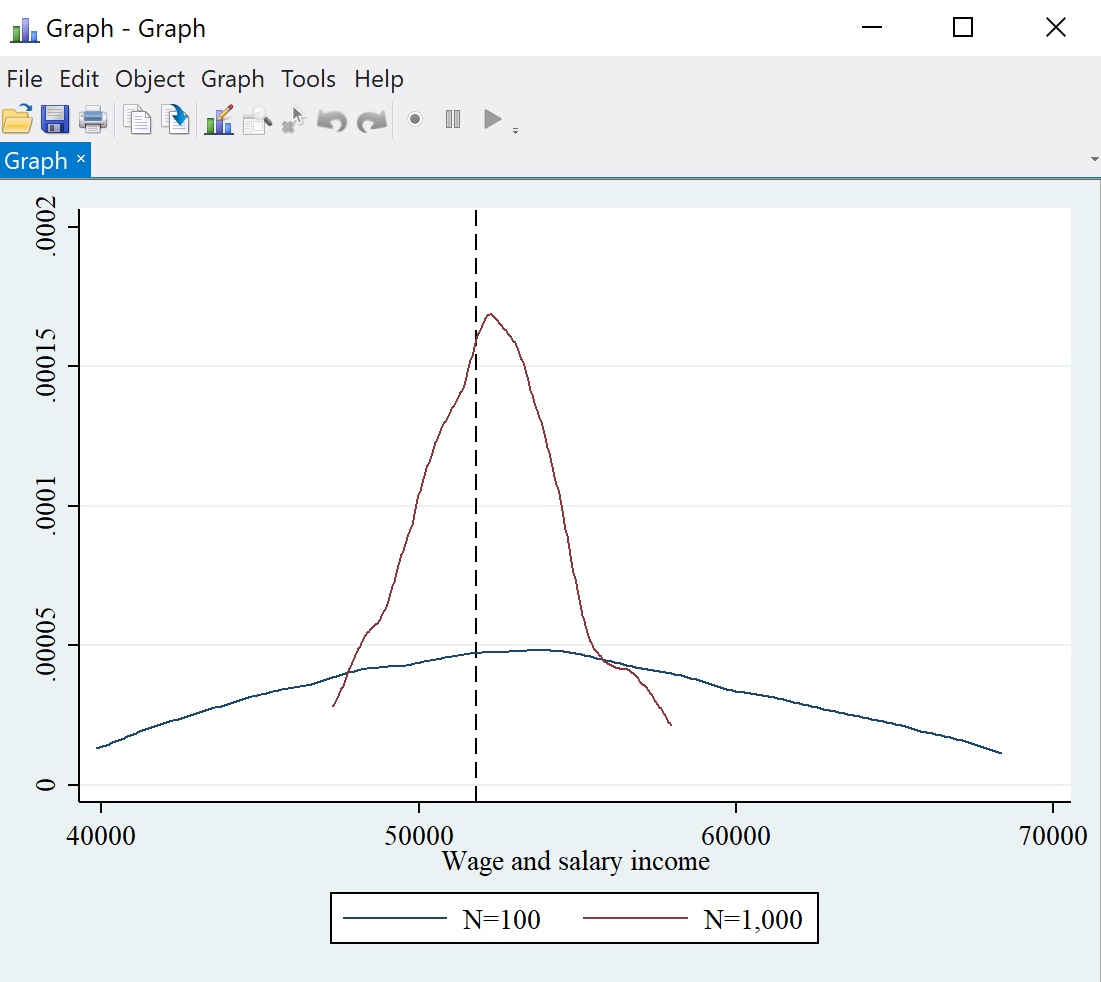 Graph - Graph
File Edit Object Graph Tools Help
Graph ×
.0002
.00015
.0001
.00005
0
40000 50000 60000 70000
Wage and salary income
N=100 N=1,000